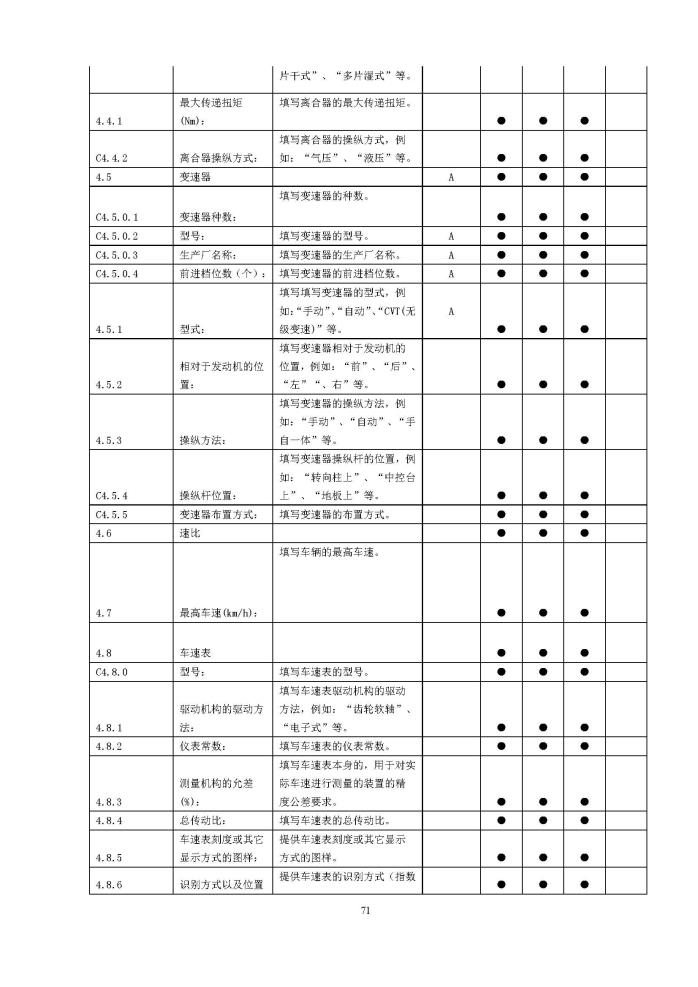 片干式”、“多片湿式”等。
最大传递扭矩 填写离合器的最大传递扭矩。
4.4.1 (Nm)： ● ● ●
填写离合器的操纵方式，例
C4.4.2 离合器操纵方式： 如：“气压”、“液压”等。 ● ● ●
4.5 变速器 A ● ● ●
填写变速器的种数。
C4.5.0.1 变速器种数： ● ● ●
C4.5.0.2 型号： 填写变速器的型号。 A ● ● ●
C4.5.0.3 生产厂名称： 填写变速器的生产厂名称。 A ● ● ●
C4.5.0.4 前进档位数（个）： 填写变速器的前进档位数。 A ● ● ●
填写填写变速器的型式，例
如：“手动”、“自动”、“CVT(无 A
4.5.1 型式： 级变速)”等。 ● ● ●
填写变速器相对于发动机的
相对于发动机的位 位置，例如：“前”、“后”、
4.5.2 置： “左”“、右”等。 ● ● ●
填写变速器的操纵方法，例
如：“手动”、“自动”、“手
4.5.3 操纵方法： 自一体”等。 ● ● ●
填写变速器操纵杆的位置，例
如：“转向柱上”、“中控台
C4.5.4 操纵杆位置： 上”、“地板上”等。 ● ● ●
C4.5.5 变速器布置方式： 填写变速器的布置方式。 ● ● ●
4.6 速比 ● ● ●
填写车辆的最高车速。
4.7 最高车速(km/h)： ● ● ●
4.8 车速表 ● ● ●
C4.8.0 型号： 填写车速表的型号。 ● ● ●
填写车速表驱动机构的驱动
驱动机构的驱动方 方法，例如：“齿轮软轴”、
4.8.1 法： “电子式”等。 ● ● ●
4.8.2 仪表常数： 填写车速表的仪表常数。 ● ● ●
填写车速表本身的，用于对实
测量机构的允差 际车速进行测量的装置的精
4.8.3 (%)： 度公差要求。 ● ● ●
4.8.4 总传动比： 填写车速表的总传动比。 ● ● ●
车速表刻度或其它 提供车速表刻度或其它显示
4.8.5 显示方式的图样： 方式的图样。 ● ● ●
提供车速表的识别方式（指数
4.8.6 识别方式以及位置 ● ● ●
71